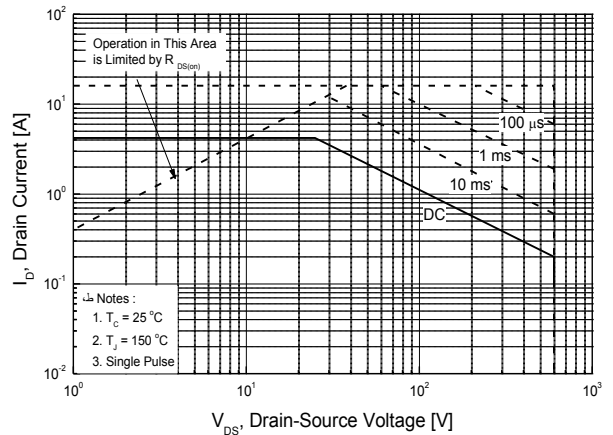 10²
Operation in This Area
is Limited by R DS(on)
10¹
100 μs
1 ms
10 ms
10⁰
DC
10⁻¹
Notes :
1. T_C = 25 °C
2. T_J = 150 °C
3. Single Pulse
10⁻²
10⁰
10¹
10²
10³
I_D, Drain Current [A]
V_DS, Drain-Source Voltage [V]